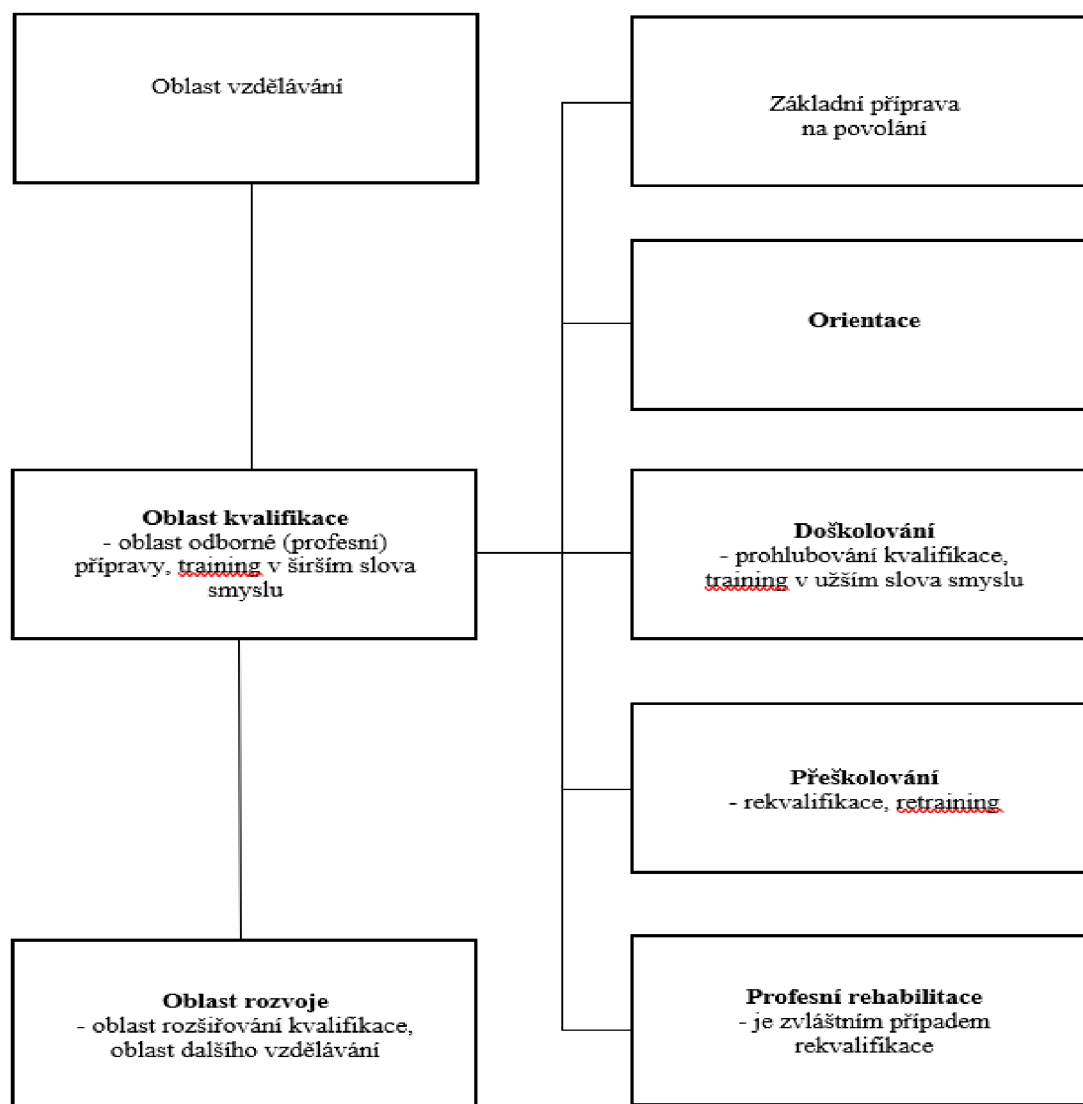 Oblast vzdělávání
Oblast kvalifikace
- oblast odborné (profesní)
přípravy, training v širším slova
smyslu
Oblast rozvoje
- oblast rozšiřování kvalifikace,
oblast dalšího vzdělávání
Základní příprava
na povolání
Orientace
Doškolování
- prohlubování kvalifikace,
training v užším slova smyslu
Přeškolování
- rekvalifikace, retraining
Profesní rehabilitace
- je zvláštním případem
rekvalifikace